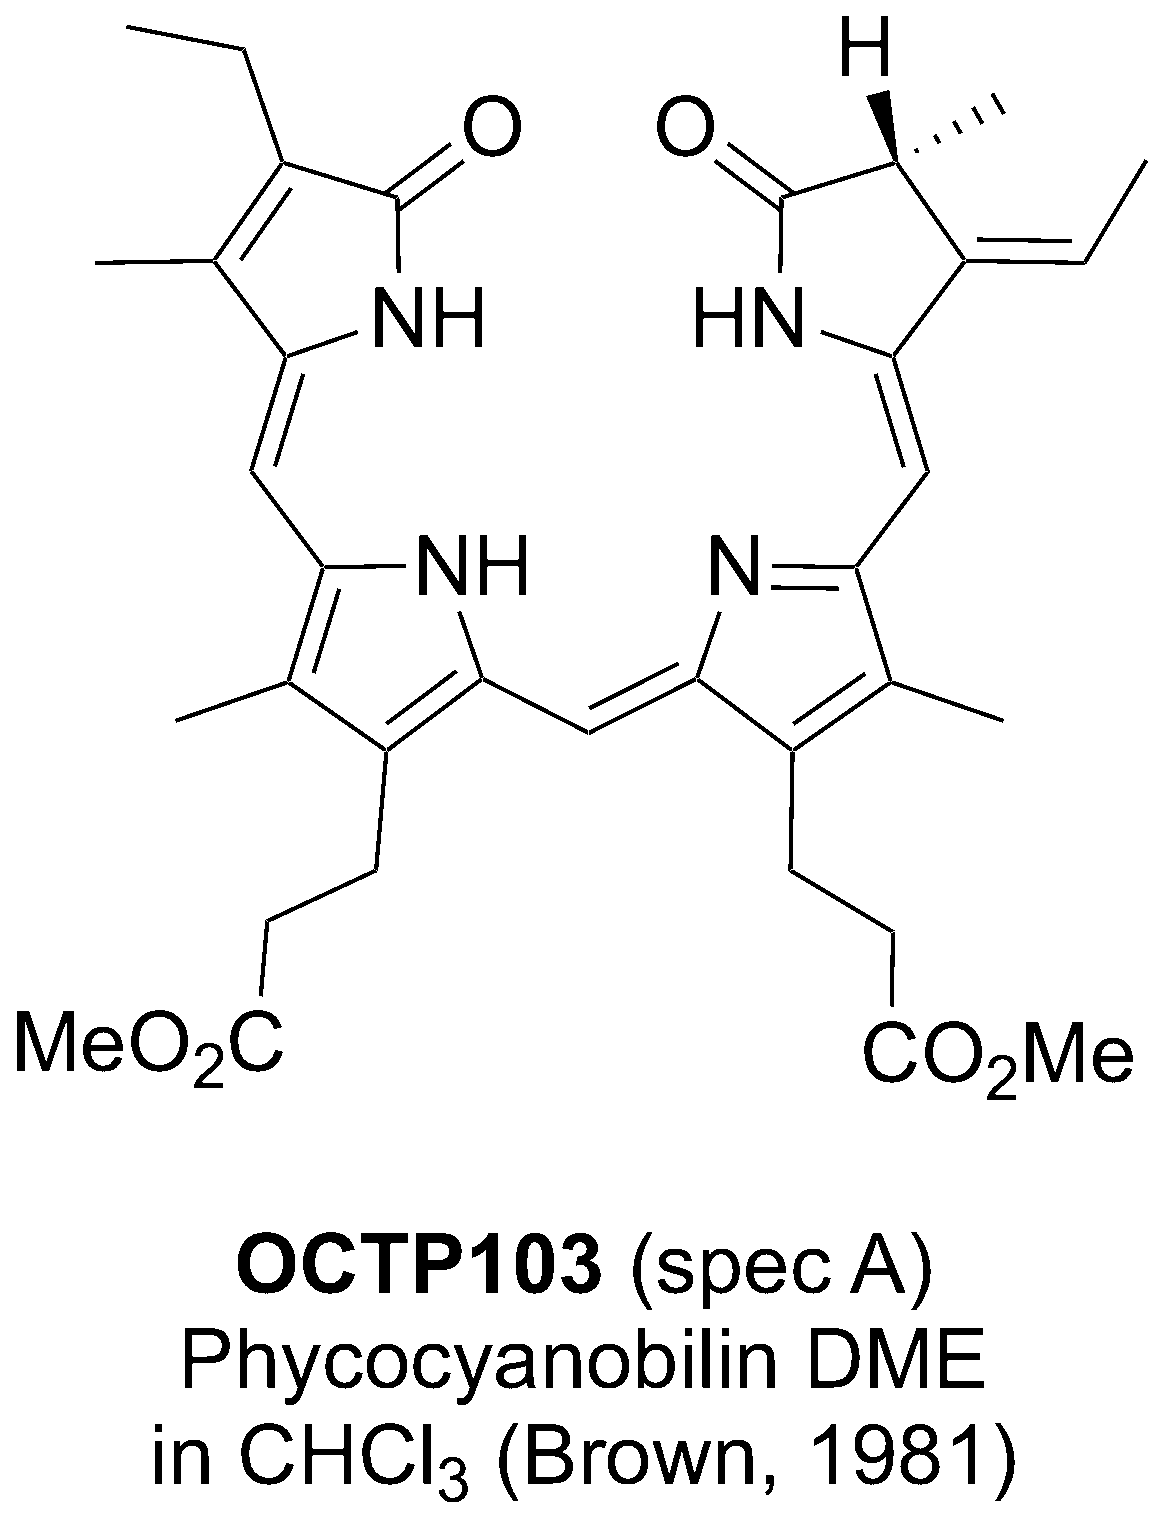 H
O O
NH HN
NH N
MeO₂C CO₂Me
OCTP103 (spec A)
Phycocyanobilin DME
in CHCl₃ (Brown, 1981)